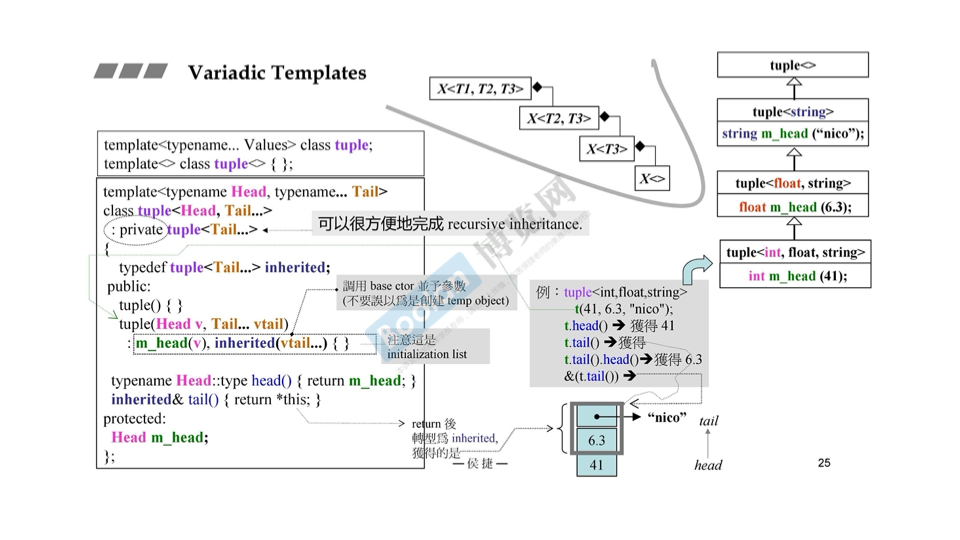 Variadic Templates
template<typename... Values> class tuple;
template<> class tuple<> { };
template<typename Head, typename... Tail>
class tuple<Head, Tail...>
: private tuple<Tail...>
{
typedef tuple<Tail...> inherited;
public:
tuple() { }
tuple(Head v, Tail... vtail)
: m_head(v), inherited(vtail...) { }
typename Head::type head() { return m_head; }
inherited& tail() { return *this; }
protected:
Head m_head;
};
可以很方便地完成 recursive inheritance.
調用 base ctor 並予參數
(不要誤以爲是創建 temp object)
注意這是
initialization list
return 後
轉型爲 inherited,
獲得的是
— 侯 捷 —
X<T1, T2, T3>
X<T2, T3>
X<T3>
X<>
例：tuple<int,float,string>
t(41, 6.3, "nico");
t.head() ➔ 獲得 41
t.tail() ➔獲得
t.tail().head()➔獲得 6.3
&(t.tail()) ➔
“nico”
6.3
41
tail
head
tuple<>
tuple<string>
string m_head (“nico”);
tuple<float, string>
float m_head (6.3);
tuple<int, float, string>
int m_head (41);
25
Boolan 博览网